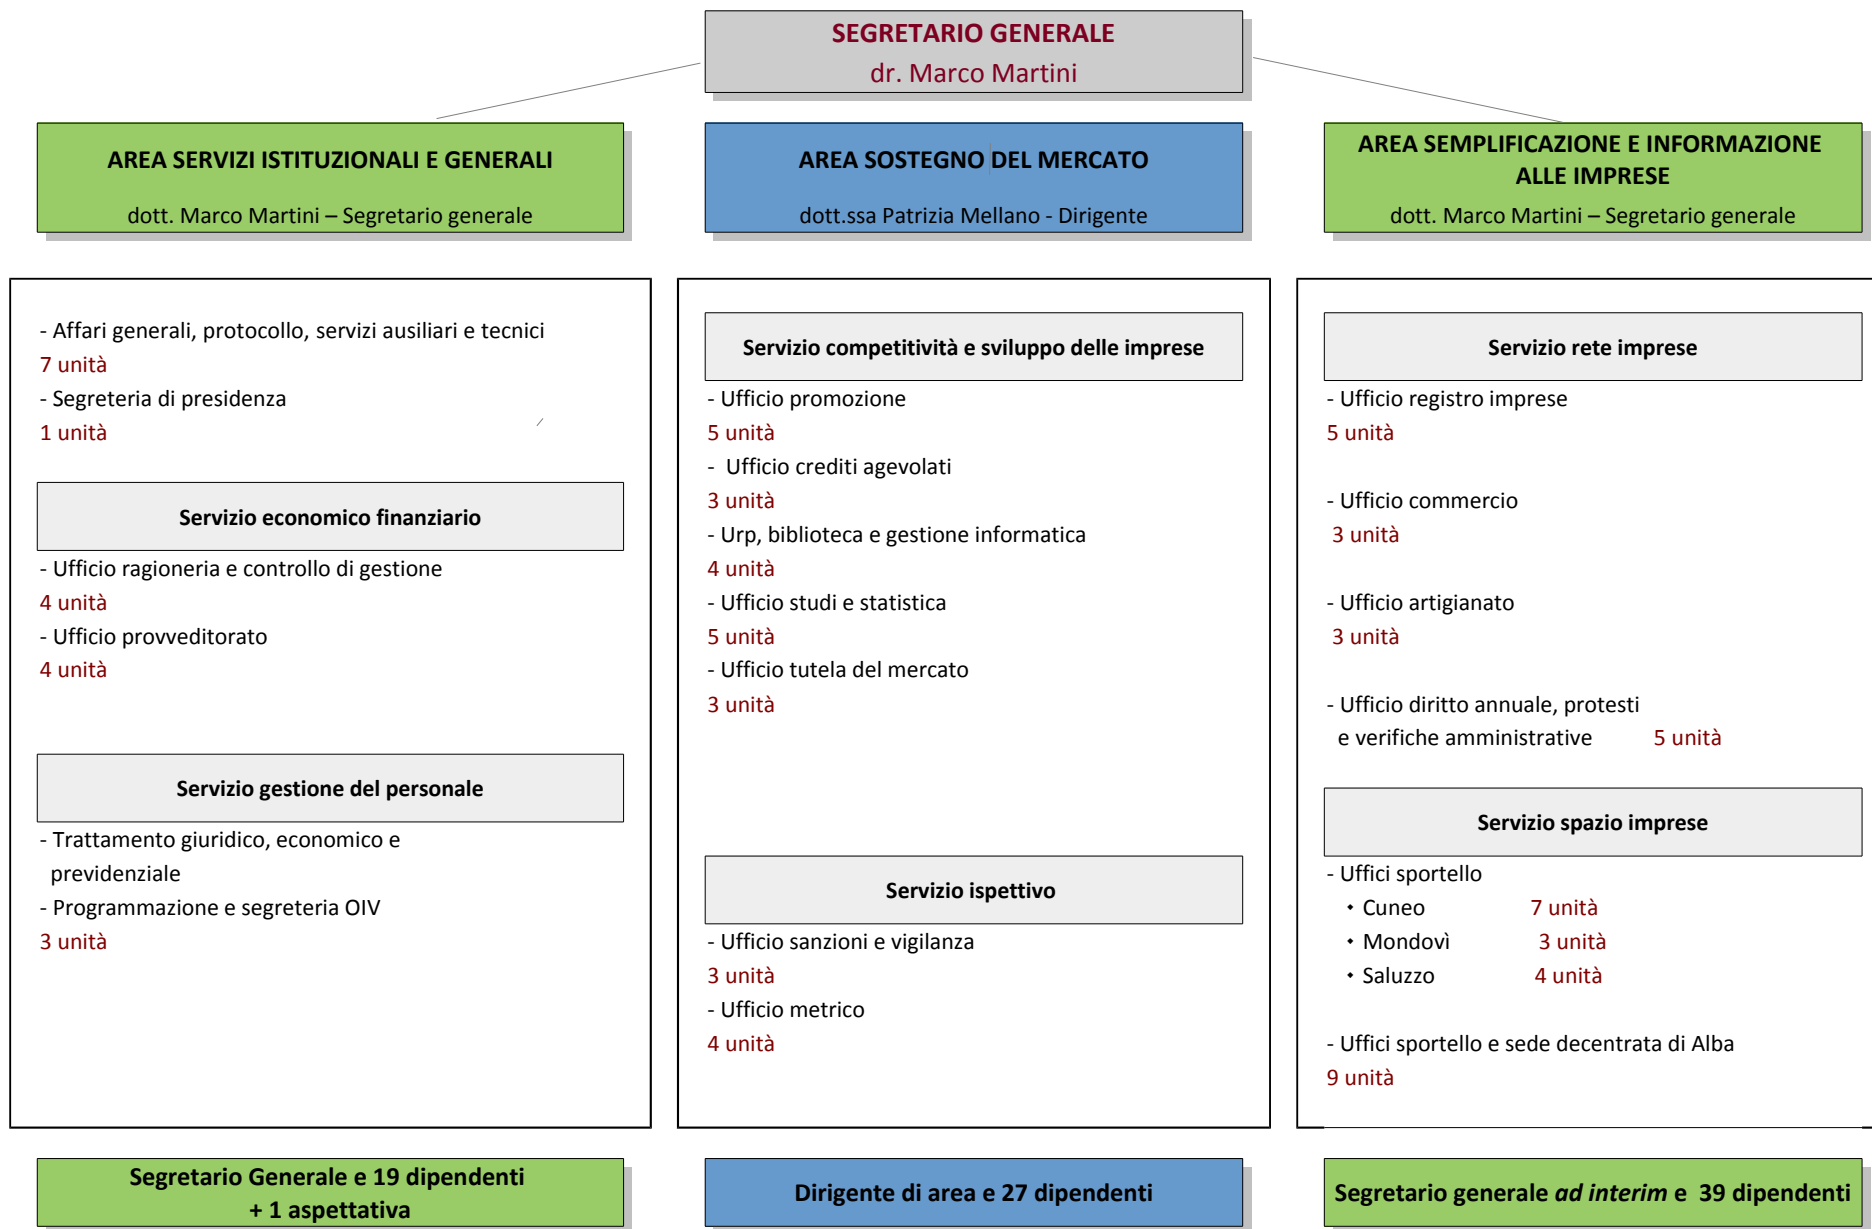 SEGRETARIO GENERALE
dr. Marco Martini
AREA SERVIZI ISTITUZIONALI E GENERALI
dott. Marco Martini – Segretario generale
AREA SOSTEGNO DEL MERCATO
dott.ssa Patrizia Mellano - Dirigente
AREA SEMPLIFICAZIONE E INFORMAZIONE
ALLE IMPRESE
dott. Marco Martini – Segretario generale
- Affari generali, protocollo, servizi ausiliari e tecnici
7 unità
- Segreteria di presidenza
1 unità
Servizio economico finanziario
- Ufficio ragioneria e controllo di gestione
4 unità
- Ufficio provveditorato
4 unità
Servizio gestione del personale
- Trattamento giuridico, economico e
previdenziale
- Programmazione e segreteria OIV
3 unità
Servizio competitività e sviluppo delle imprese
- Ufficio promozione
5 unità
- Ufficio crediti agevolati
3 unità
- Urp, biblioteca e gestione informatica
4 unità
- Ufficio studi e statistica
5 unità
- Ufficio tutela del mercato
3 unità
Servizio ispettivo
- Ufficio sanzioni e vigilanza
3 unità
- Ufficio metrico
4 unità
Servizio rete imprese
- Ufficio registro imprese
5 unità
- Ufficio commercio
3 unità
- Ufficio artigianato
3 unità
- Ufficio diritto annuale, protesti
e verifiche amministrative 5 unità
Servizio spazio imprese
- Uffici sportello
• Cuneo 7 unità
• Mondovì 3 unità
• Saluzzo 4 unità
- Uffici sportello e sede decentrata di Alba
9 unità
Segretario Generale e 19 dipendenti
+ 1 aspettativa
Dirigente di area e 27 dipendenti
Segretario generale ad interim e 39 dipendenti